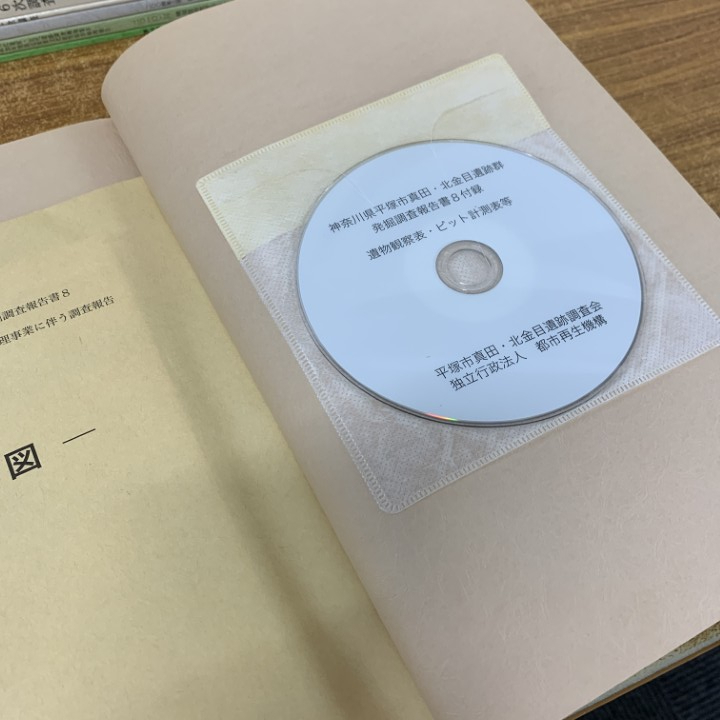 6次調査
調査報告書8
理事業に伴う調査報告
図 ―
神奈川県平塚市真田・北金目遺跡群
発掘調査報告書8付録
遺物観察表・ピット計測表等
平塚市真田・北金目遺跡調査会
独立行政法人 都市再生機構